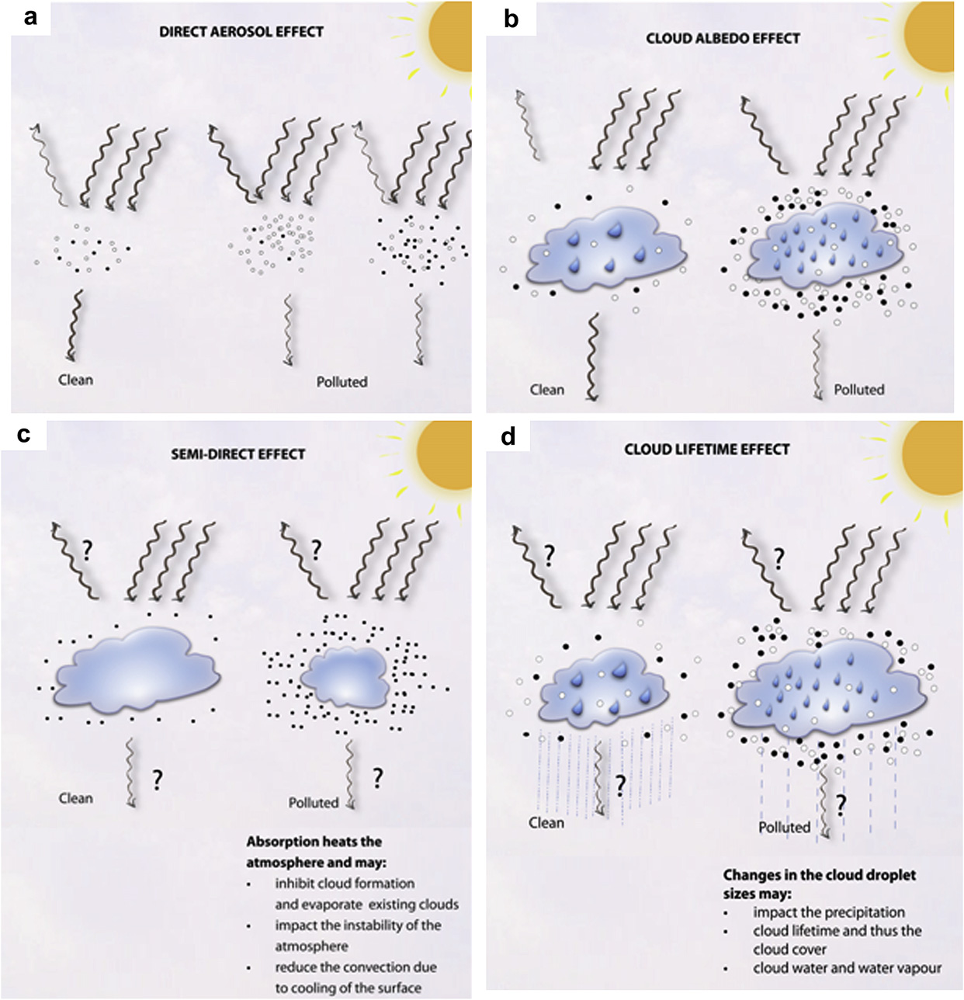 a
DIRECT AEROSOL EFFECT
Clean
Polluted
b
CLOUD ALBEDO EFFECT
Clean
Polluted
c
SEMI-DIRECT EFFECT
?
?
?
?
Clean
Polluted
Absorption heats the
atmosphere and may:
• inhibit cloud formation
and evaporate existing clouds
• impact the instability of the
atmosphere
• reduce the convection due
to cooling of the surface
d
CLOUD LIFETIME EFFECT
?
?
?
?
Clean
Polluted
Changes in the cloud droplet
sizes may:
• impact the precipitation
• cloud lifetime and thus the
cloud cover
• cloud water and water vapour